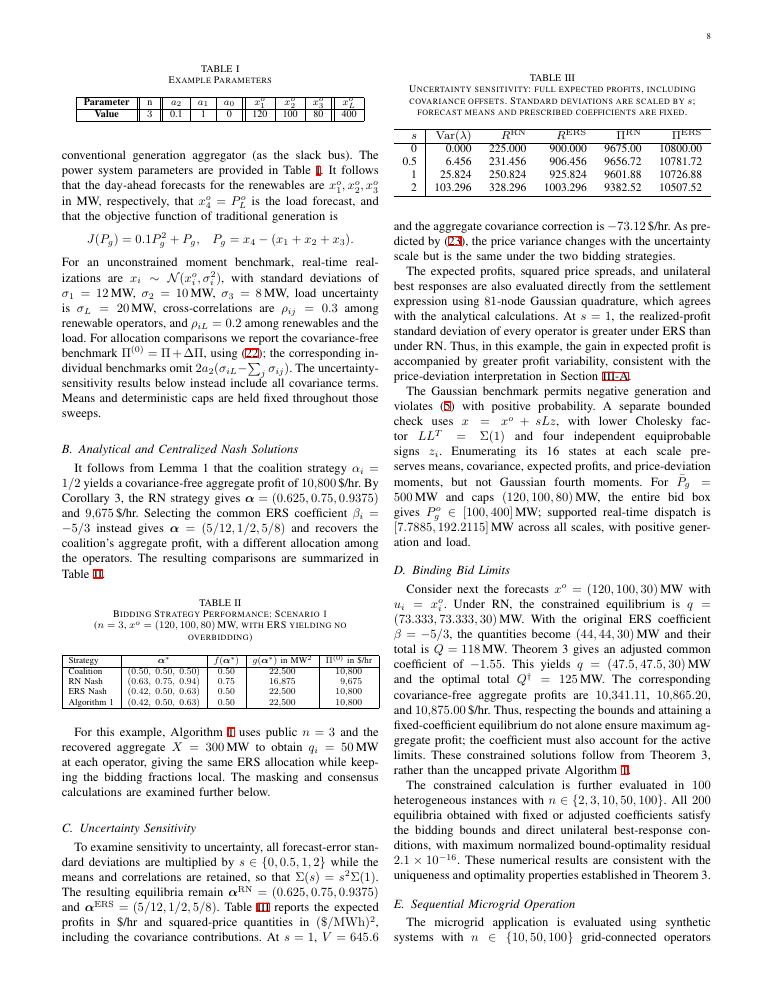 8
TABLE I
EXAMPLE PARAMETERS
Parameter n a₂ a₁ a₀ x₁ᵒ x₂ᵒ x₃ᵒ x_Lᵒ
Value 3 0.1 1 0 120 100 80 400
conventional generation aggregator (as the slack bus). The
power system parameters are provided in Table I. It follows
that the day-ahead forecasts for the renewables are x₁ᵒ, x₂ᵒ, x₃ᵒ
in MW, respectively, that x₄ᵒ = P_Lᵒ is the load forecast, and
that the objective function of traditional generation is
J(P_g) = 0.1P_g² + P_g, P_g = x₄ − (x₁ + x₂ + x₃).
For an unconstrained moment benchmark, real-time real-
izations are x_i ∼ N(x_iᵒ, σ_i²), with standard deviations of
σ₁ = 12 MW, σ₂ = 10 MW, σ₃ = 8 MW, load uncertainty
is σ_L = 20 MW, cross-correlations are ρ_ij = 0.3 among
renewable operators, and ρ_iL = 0.2 among renewables and the
load. For allocation comparisons we report the covariance-free
benchmark Π⁽⁰⁾ = Π+ΔΠ, using (22); the corresponding in-
dividual benchmarks omit 2a₂(σ_iL−∑_j σ_ij). The uncertainty-
sensitivity results below instead include all covariance terms.
Means and deterministic caps are held fixed throughout those
sweeps.
B. Analytical and Centralized Nash Solutions
It follows from Lemma 1 that the coalition strategy α_i =
1/2 yields a covariance-free aggregate profit of 10,800 $/hr. By
Corollary 3, the RN strategy gives α = (0.625, 0.75, 0.9375)
and 9,675 $/hr. Selecting the common ERS coefficient β_i =
−5/3 instead gives α = (5/12, 1/2, 5/8) and recovers the
coalition's aggregate profit, with a different allocation among
the operators. The resulting comparisons are summarized in
Table II.
TABLE II
BIDDING STRATEGY PERFORMANCE: SCENARIO 1
(n = 3, xᵒ = (120, 100, 80) MW, WITH ERS YIELDING NO
OVERBIDDING)
Strategy α* f(α*) g(α*) in MW² Π⁽⁰⁾ in $/hr
Coalition (0.50, 0.50, 0.50) 0.50 22,500 10,800
RN Nash (0.63, 0.75, 0.94) 0.75 16,875 9,675
ERS Nash (0.42, 0.50, 0.63) 0.50 22,500 10,800
Algorithm 1 (0.42, 0.50, 0.63) 0.50 22,500 10,800
For this example, Algorithm 1 uses public n = 3 and the
recovered aggregate X = 300 MW to obtain q_i = 50 MW
at each operator, giving the same ERS allocation while keep-
ing the bidding fractions local. The masking and consensus
calculations are examined further below.
C. Uncertainty Sensitivity
To examine sensitivity to uncertainty, all forecast-error stan-
dard deviations are multiplied by s ∈ {0, 0.5, 1, 2} while the
means and correlations are retained, so that Σ(s) = s²Σ(1).
The resulting equilibria remain αᴿᴺ = (0.625, 0.75, 0.9375)
and αᴱᴿˢ = (5/12, 1/2, 5/8). Table III reports the expected
profits in $/hr and squared-price quantities in ($/MWh)²,
including the covariance contributions. At s = 1, V = 645.6
TABLE III
UNCERTAINTY SENSITIVITY: FULL EXPECTED PROFITS, INCLUDING
COVARIANCE OFFSETS. STANDARD DEVIATIONS ARE SCALED BY s;
FORECAST MEANS AND PRESCRIBED COEFFICIENTS ARE FIXED.
s Var(λ) Rᴿᴺ Rᴱᴿˢ Πᴿᴺ Πᴱᴿˢ
0 0.000 225.000 900.000 9675.00 10800.00
0.5 6.456 231.456 906.456 9656.72 10781.72
1 25.824 250.824 925.824 9601.88 10726.88
2 103.296 328.296 1003.296 9382.52 10507.52
and the aggregate covariance correction is −73.12 $/hr. As pre-
dicted by (23), the price variance changes with the uncertainty
scale but is the same under the two bidding strategies.
The expected profits, squared price spreads, and unilateral
best responses are also evaluated directly from the settlement
expression using 81-node Gaussian quadrature, which agrees
with the analytical calculations. At s = 1, the realized-profit
standard deviation of every operator is greater under ERS than
under RN. Thus, in this example, the gain in expected profit is
accompanied by greater profit variability, consistent with the
price-deviation interpretation in Section III-A.
The Gaussian benchmark permits negative generation and
violates (5) with positive probability. A separate bounded
check uses x = xᵒ + sLz, with lower Cholesky fac-
tor LLᵀ = Σ(1) and four independent equiprobable
signs z_i. Enumerating its 16 states at each scale pre-
serves means, covariance, expected profits, and price-deviation
moments, but not Gaussian fourth moments. For P̄_g =
500 MW and caps (120, 100, 80) MW, the entire bid box
gives P_gᵒ ∈ [100, 400] MW; supported real-time dispatch is
[7.7885, 192.2115] MW across all scales, with positive gener-
ation and load.
D. Binding Bid Limits
Consider next the forecasts xᵒ = (120, 100, 30) MW with
u_i = x_iᵒ. Under RN, the constrained equilibrium is q =
(73.333, 73.333, 30) MW. With the original ERS coefficient
β = −5/3, the quantities become (44, 44, 30) MW and their
total is Q = 118 MW. Theorem 3 gives an adjusted common
coefficient of −1.55. This yields q = (47.5, 47.5, 30) MW
and the optimal total Q† = 125 MW. The corresponding
covariance-free aggregate profits are 10,341.11, 10,865.20,
and 10,875.00 $/hr. Thus, respecting the bounds and attaining a
fixed-coefficient equilibrium do not alone ensure maximum ag-
gregate profit; the coefficient must also account for the active
limits. These constrained solutions follow from Theorem 3,
rather than the uncapped private Algorithm 1.
The constrained calculation is further evaluated in 100
heterogeneous instances with n ∈ {2, 3, 10, 50, 100}. All 200
equilibria obtained with fixed or adjusted coefficients satisfy
the bidding bounds and direct unilateral best-response con-
ditions, with maximum normalized bound-optimality residual
2.1 × 10⁻¹⁶. These numerical results are consistent with the
uniqueness and optimality properties established in Theorem 3.
E. Sequential Microgrid Operation
The microgrid application is evaluated using synthetic
systems with n ∈ {10, 50, 100} grid-connected operators